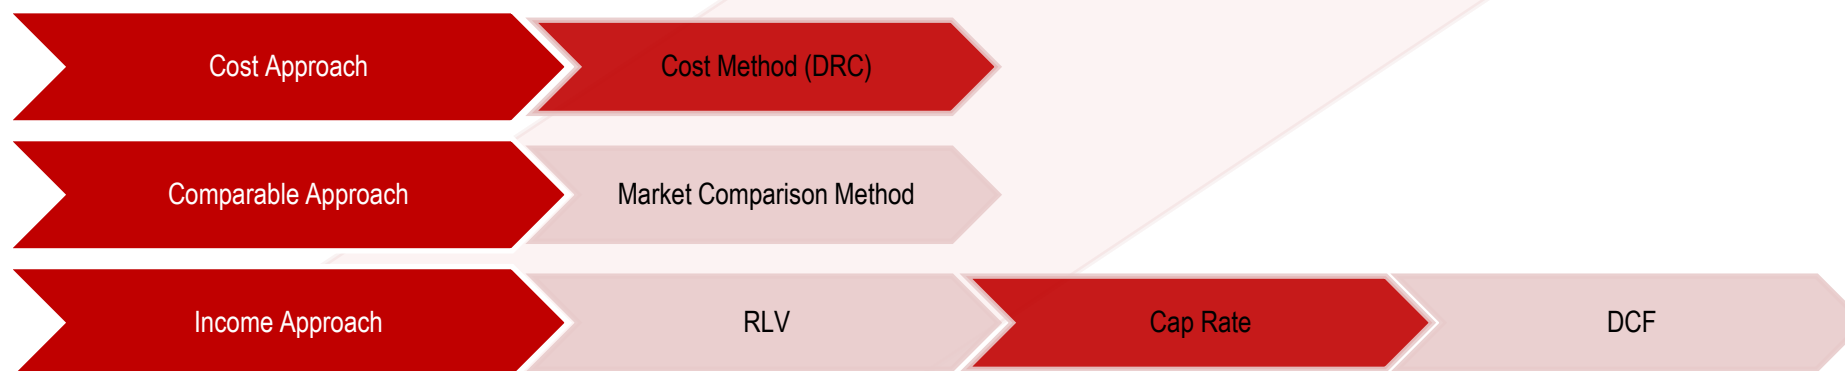 Cost Approach
Cost Method (DRC)
Comparable Approach
Market Comparison Method
Income Approach
RLV
Cap Rate
DCF